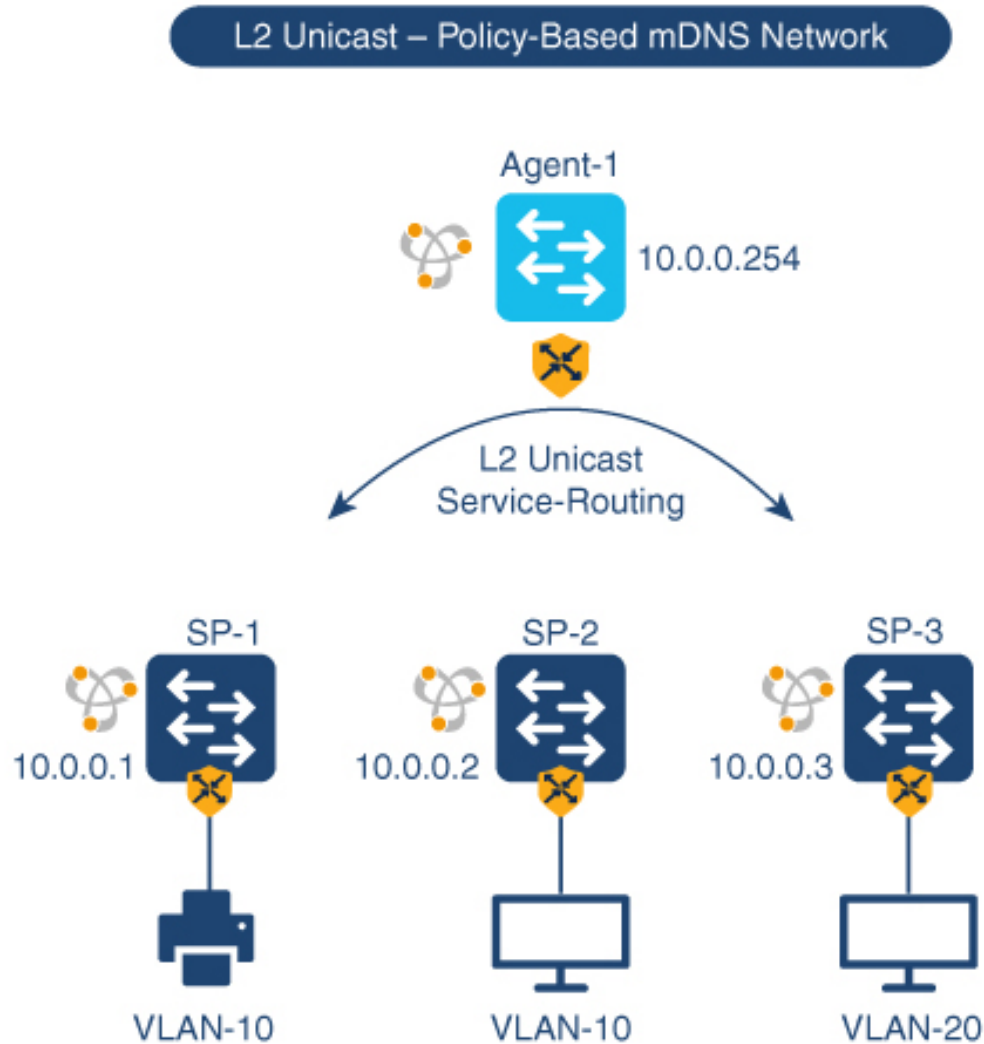 L2 Unicast – Policy-Based mDNS Network
Agent-1
10.0.0.254
L2 Unicast
Service-Routing
SP-1
SP-2
SP-3
10.0.0.1
10.0.0.2
10.0.0.3
VLAN-10
VLAN-10
VLAN-20